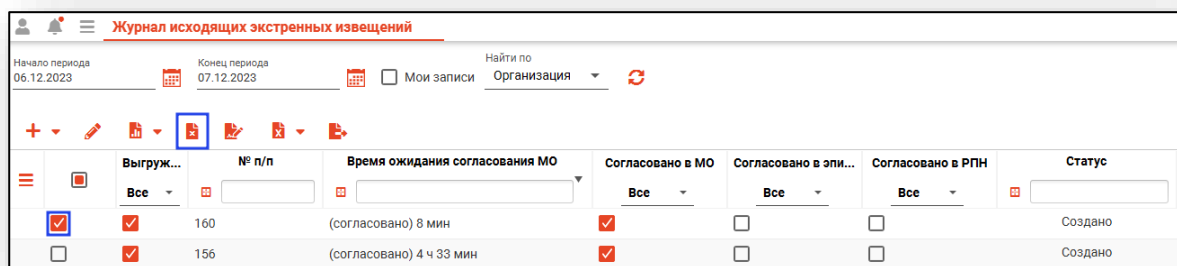 Журнал исходящих экстренных извещений
Начало периода
Конец периода
Найти по
06.12.2023
07.12.2023
Мои записи
Организация
Выгруж...
№ п/п
Время ожидания согласования МО
Согласовано в МО
Согласовано в эпи...
Согласовано в РПН
Статус
Все
Все
Все
Все
160
(согласовано) 8 мин
Создано
156
(согласовано) 4 ч 33 мин
Создано